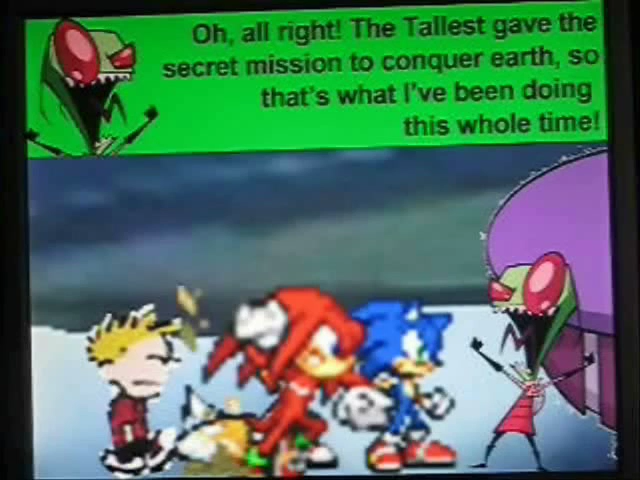 Oh, all right! The Tallest gave the
secret mission to conquer earth, so
that's what I've been doing
this whole time!